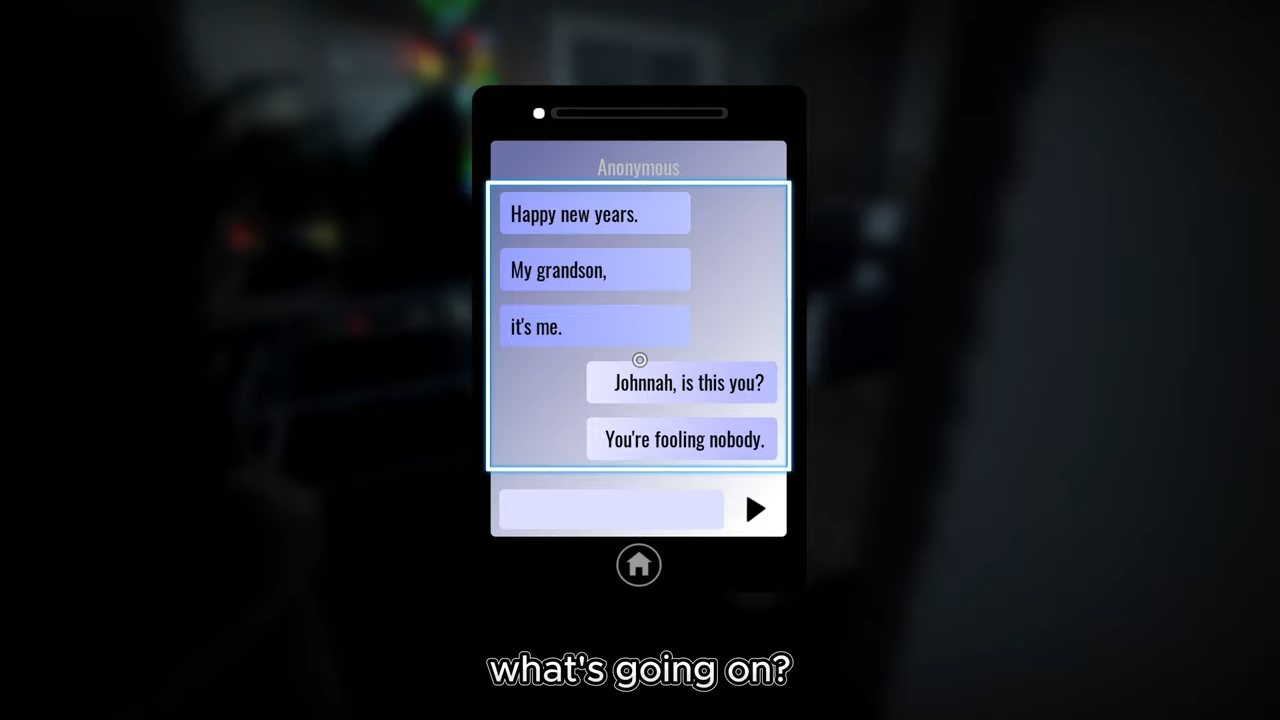 Anonymous
Happy new years.
My grandson,
it's me.
Johnnah, is this you?
You're fooling nobody.
what's going on?